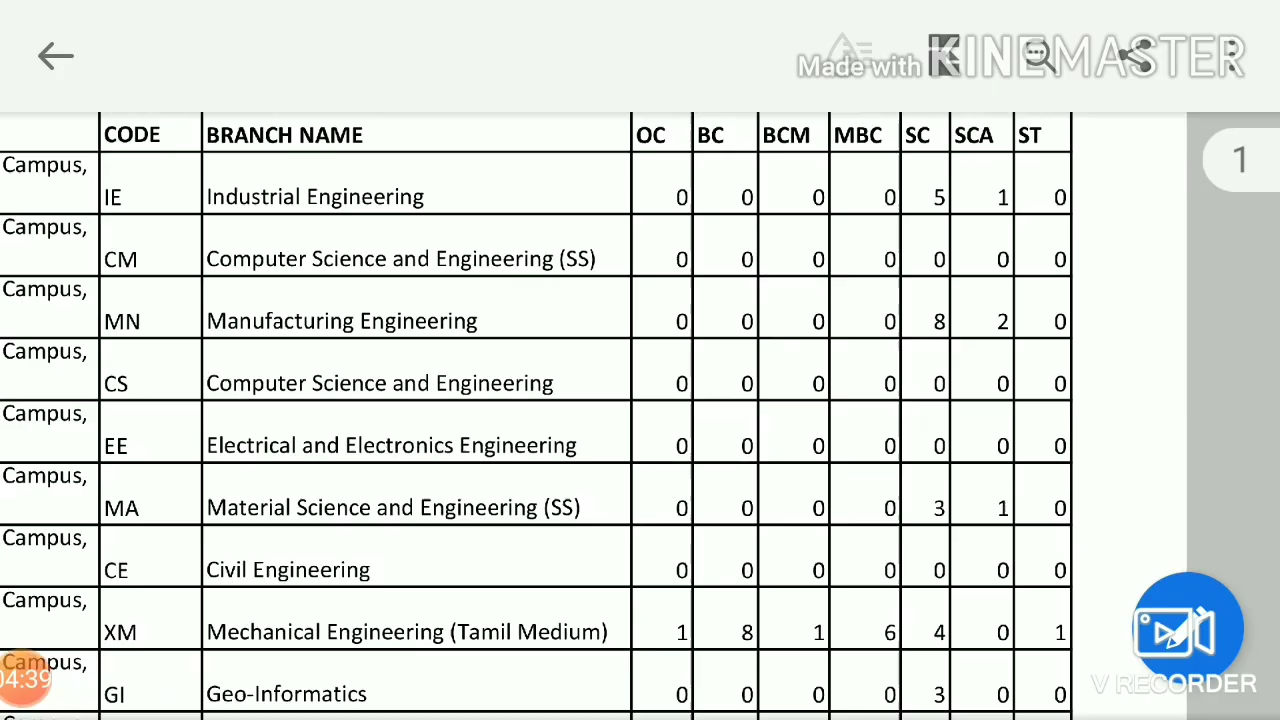 Made with KINEMASTER
1
CODE BRANCH NAME OC BC BCM MBC SC SCA ST
Campus,
IE Industrial Engineering 0 0 0 0 5 1 0
Campus,
CM Computer Science and Engineering (SS) 0 0 0 0 0 0 0
Campus,
MN Manufacturing Engineering 0 0 0 0 8 2 0
Campus,
CS Computer Science and Engineering 0 0 0 0 0 0 0
Campus,
EE Electrical and Electronics Engineering 0 0 0 0 0 0 0
Campus,
MA Material Science and Engineering (SS) 0 0 0 0 3 1 0
Campus,
CE Civil Engineering 0 0 0 0 0 0 0
Campus,
XM Mechanical Engineering (Tamil Medium) 1 8 1 6 4 0 1
Campus,
04:39
GI Geo-Informatics 0 0 0 0 3 0 0
V RECORDER